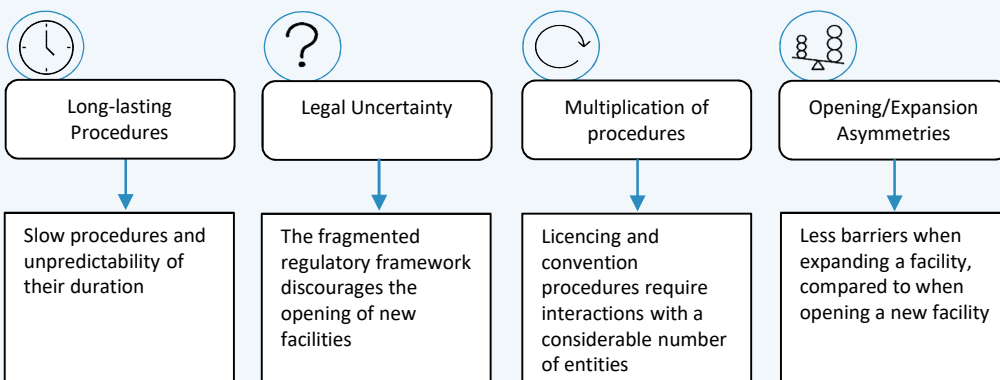 ?
Long-lasting
Procedures
Legal Uncertainty
Multiplication of
procedures
Opening/Expansion
Asymmetries
Slow procedures and
unpredictability of
their duration
The fragmented
regulatory framework
discourages the
opening of new
facilities
Licencing and
convention
procedures require
interactions with a
considerable number
of entities
Less barriers when
expanding a facility,
compared to when
opening a new facility